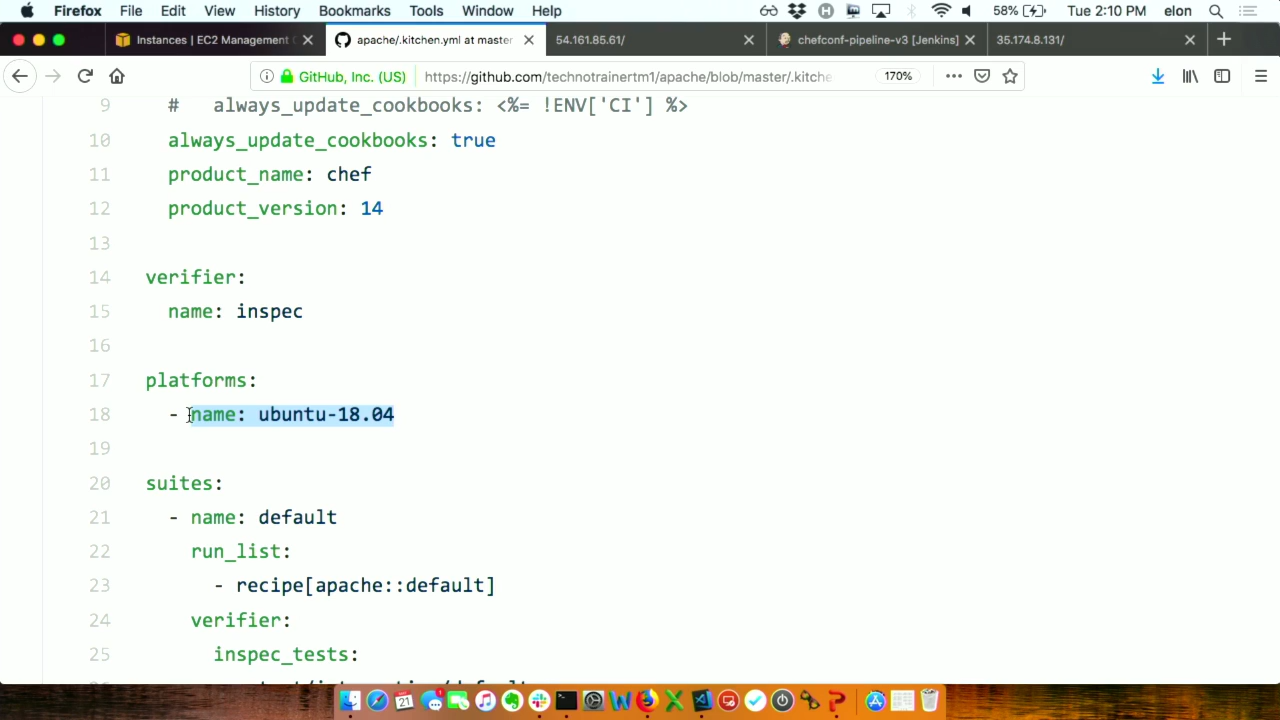 Firefox File Edit View History Bookmarks Tools Window Help 58% Tue 2:10 PM elon
Instances | EC2 Management apache/.kitchen.yml at master 54.161.85.61/ chefconf-pipeline-v3 [Jenkins] 35.174.8.131/
GitHub, Inc. (US) https://github.com/technotrainertm1/apache/blob/master/.kitche 170%
9 # always_update_cookbooks: <%= !ENV['CI'] %>
10 always_update_cookbooks: true
11 product_name: chef
12 product_version: 14
13
14 verifier:
15 name: inspec
16
17 platforms:
18 - name: ubuntu-18.04
19
20 suites:
21 - name: default
22 run_list:
23 - recipe[apache::default]
24 verifier:
25 inspec_tests: